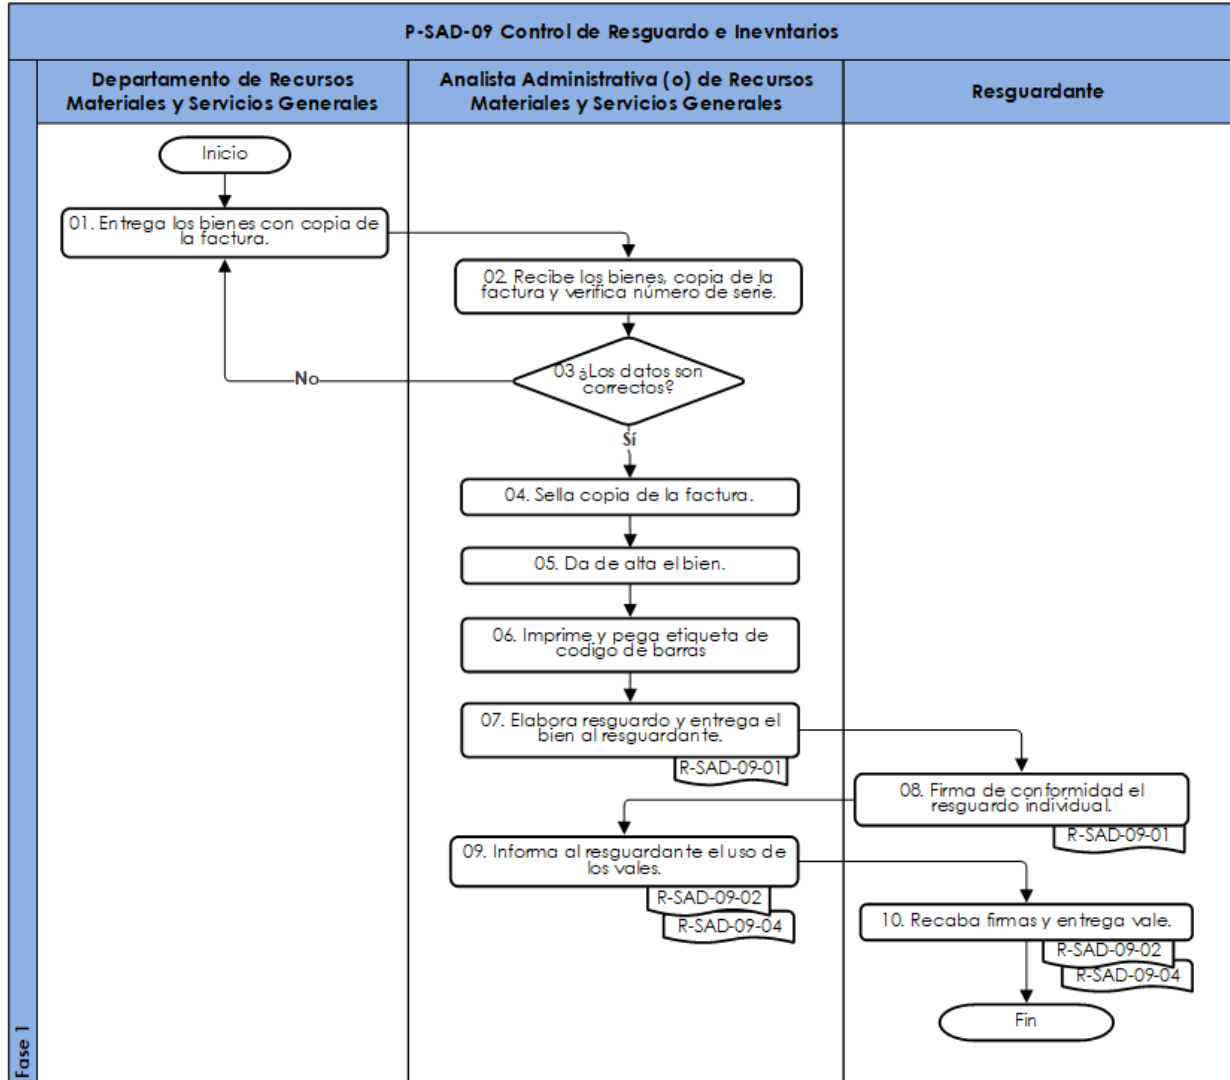 P-SAD-09 Control de Resguardo e Inevntarios
Departamento de Recursos
Materiales y Servicios Generales
Analista Administrativa (o) de Recursos
Materiales y Servicios Generales
Resguardante
Inicio
01. Entrega los bienes con copia de
la factura.
02. Recibe los bienes, copia de la
factura y verifica número de serie.
03 ¿Los datos son
correctos?
No
Sí
04. Sella copia de la factura.
05. Da de alta el bien.
06. Imprime y pega etiqueta de
codigo de barras
07. Elabora resguardo y entrega el
bien al resguardante.
R-SAD-09-01
08. Firma de conformidad el
resguardo individual.
R-SAD-09-01
09. Informa al resguardante el uso de
los vales.
R-SAD-09-02
R-SAD-09-04
10. Recaba firmas y entrega vale.
R-SAD-09-02
R-SAD-09-04
Fin
Fase 1